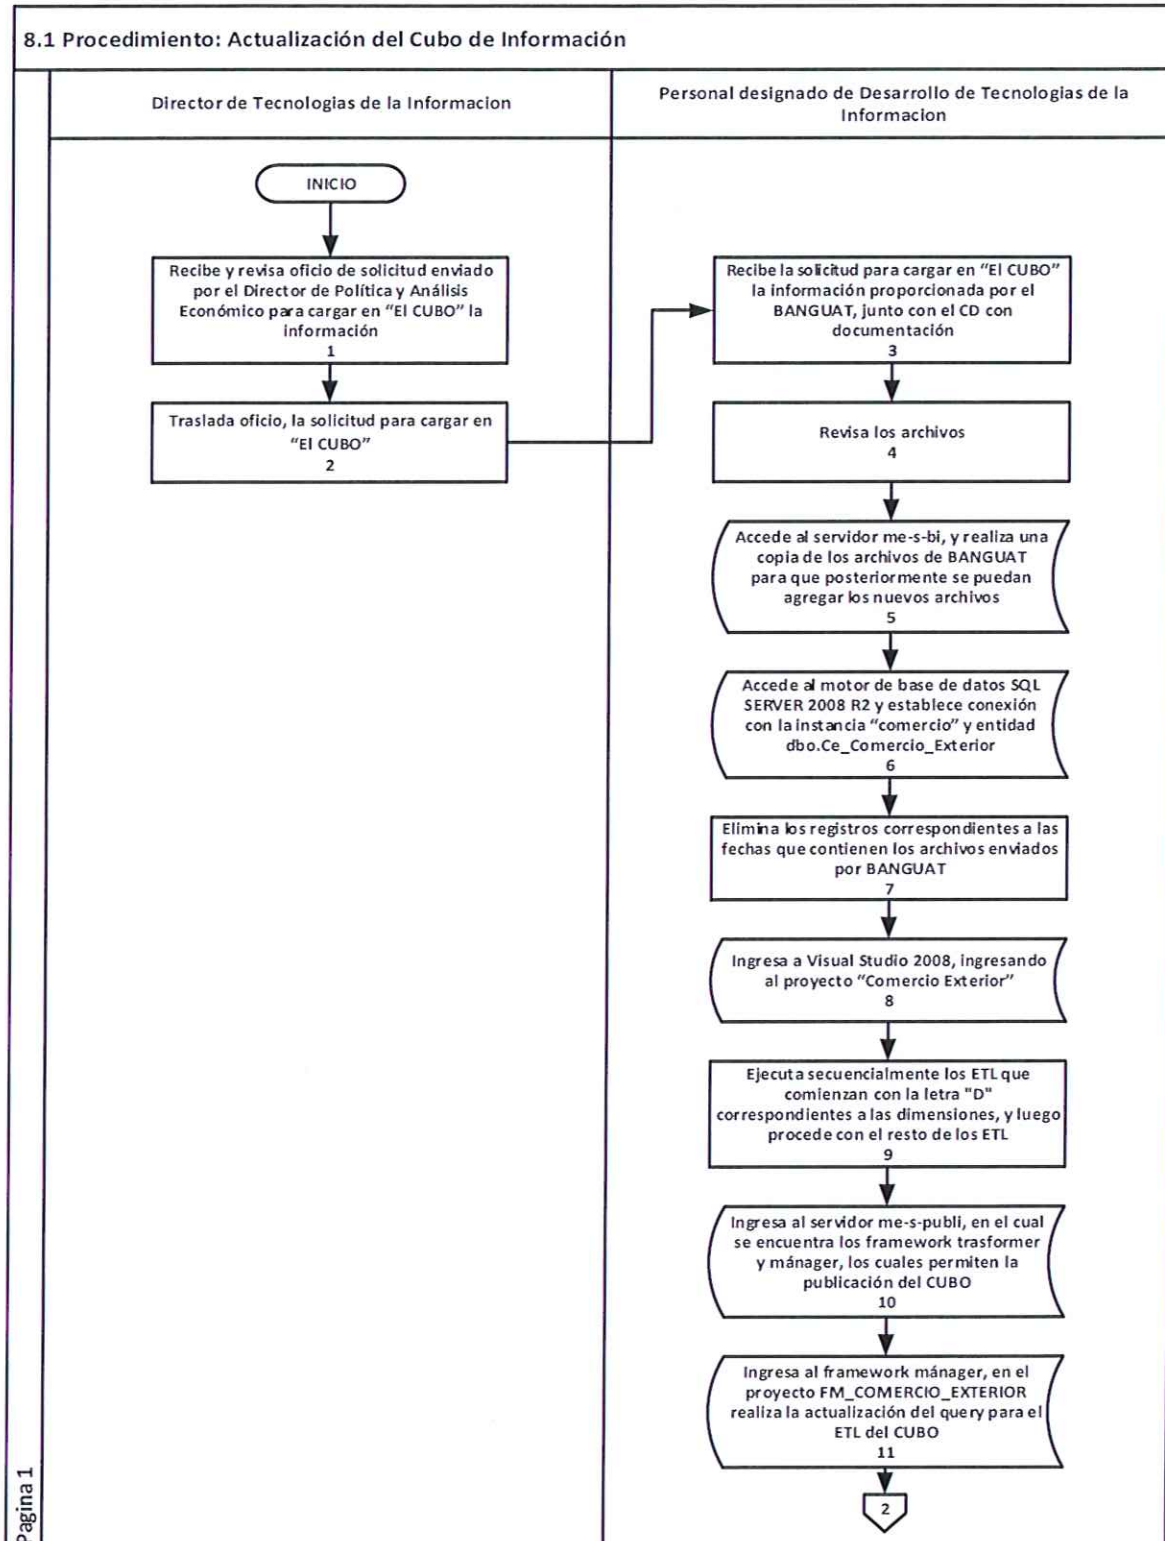 8.1 Procedimiento: Actualización del Cubo de Información
Director de Tecnologias de la Informacion
Personal designado de Desarrollo de Tecnologias de la
Informacion
INICIO
Recibe y revisa oficio de solicitud enviado
por el Director de Política y Análisis
Económico para cargar en “El CUBO” la
información
1
Traslada oficio, la solicitud para cargar en
“El CUBO”
2
Recibe la solicitud para cargar en “El CUBO”
la información proporcionada por el
BANGUAT, junto con el CD con
documentación
3
Revisa los archivos
4
Accede al servidor me-s-bi, y realiza una
copia de los archivos de BANGUAT
para que posteriormente se puedan
agregar los nuevos archivos
5
Accede al motor de base de datos SQL
SERVER 2008 R2 y establece conexión
con la instancia “comercio” y entidad
dbo.Ce_Comercio_Exterior
6
Elimina los registros correspondientes a las
fechas que contienen los archivos enviados
por BANGUAT
7
Ingresa a Visual Studio 2008, ingresando
al proyecto “Comercio Exterior”
8
Ejecuta secuencialmente los ETL que
comienzan con la letra "D"
correspondientes a las dimensiones, y luego
procede con el resto de los ETL
9
Ingresa al servidor me-s-publi, en el cual
se encuentra los framework trasformer
y mánager, los cuales permiten la
publicación del CUBO
10
Ingresa al framework mánager, en el
proyecto FM_COMERCIO_EXTERIOR
realiza la actualización del query para el
ETL del CUBO
11
2
Pagina 1